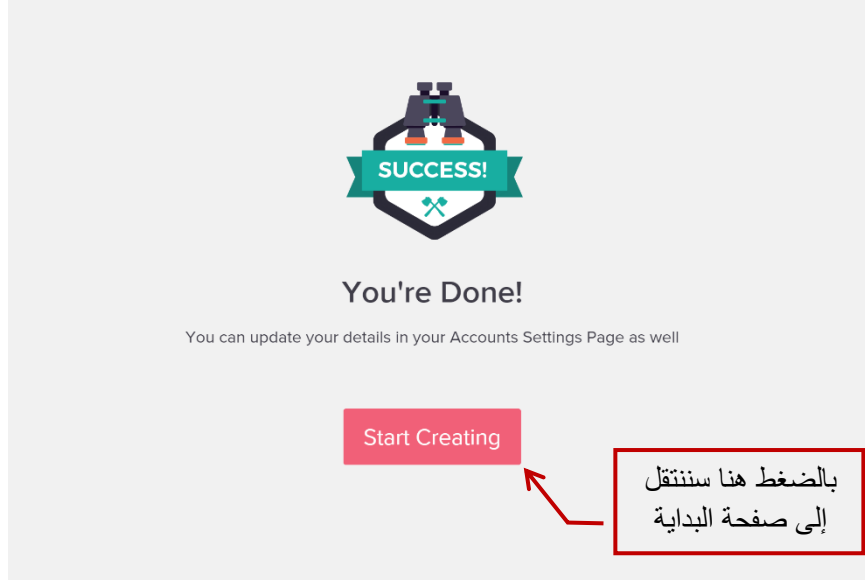 SUCCESS!
You're Done!
You can update your details in your Accounts Settings Page as well
Start Creating
بالضغط هنا سننتقل
إلى صفحة البداية